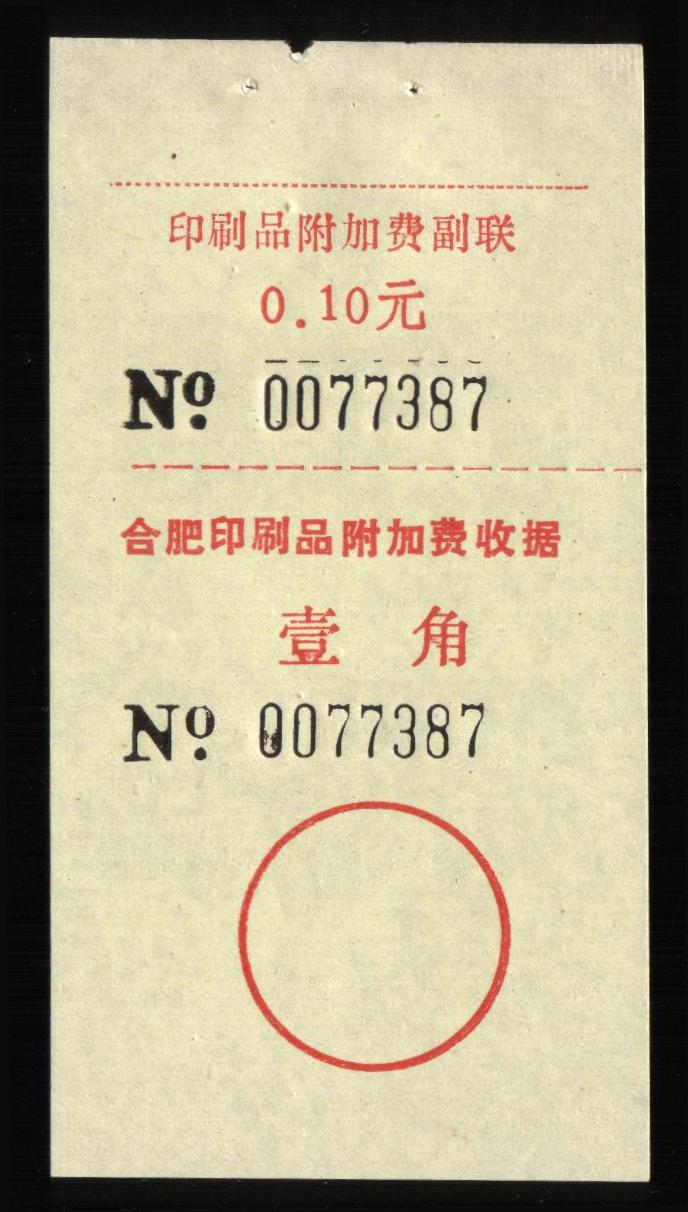 印刷品附加费副联
0.10元
Nº 0077387
合肥印刷品附加费收据
壹 角
Nº 0077387